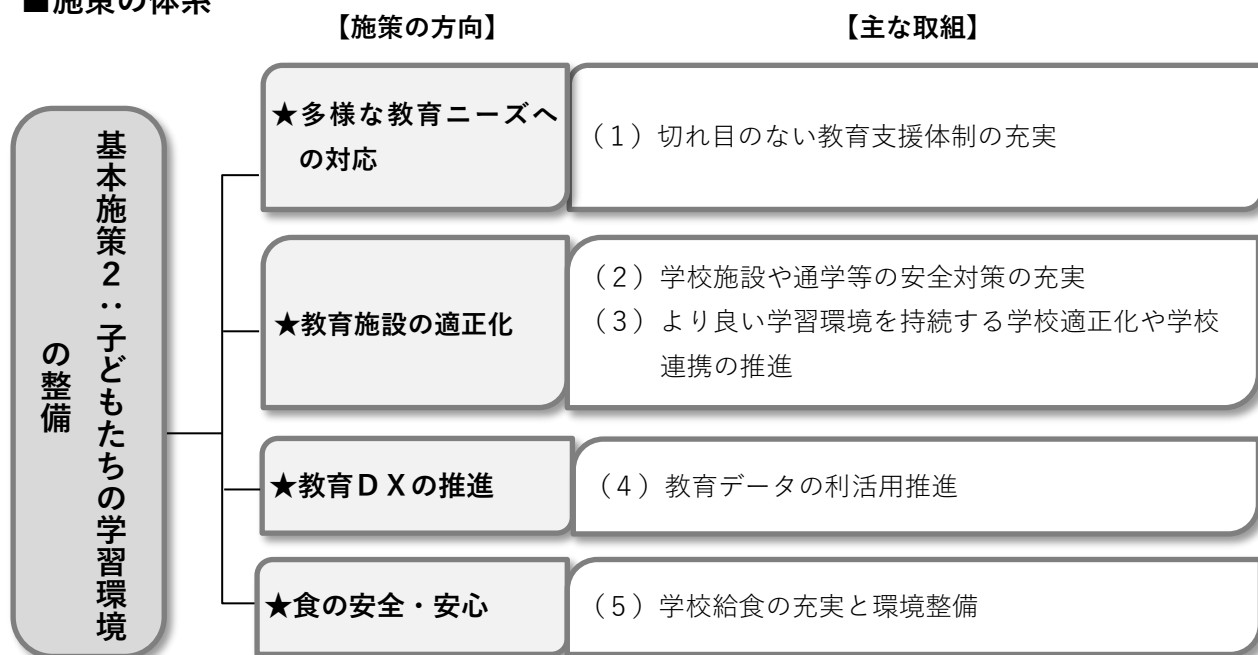 ■施策の体系
【施策の方向】
【主な取組】
基本施策2:子どもたちの学習環境
の整備
★多様な教育ニーズへ
の対応
(1)切れ目のない教育支援体制の充実
★教育施設の適正化
(2)学校施設や通学等の安全対策の充実
(3)より良い学習環境を持続する学校適正化や学校
連携の推進
★教育DXの推進
(4)教育データの利活用推進
★食の安全・安心
(5)学校給食の充実と環境整備